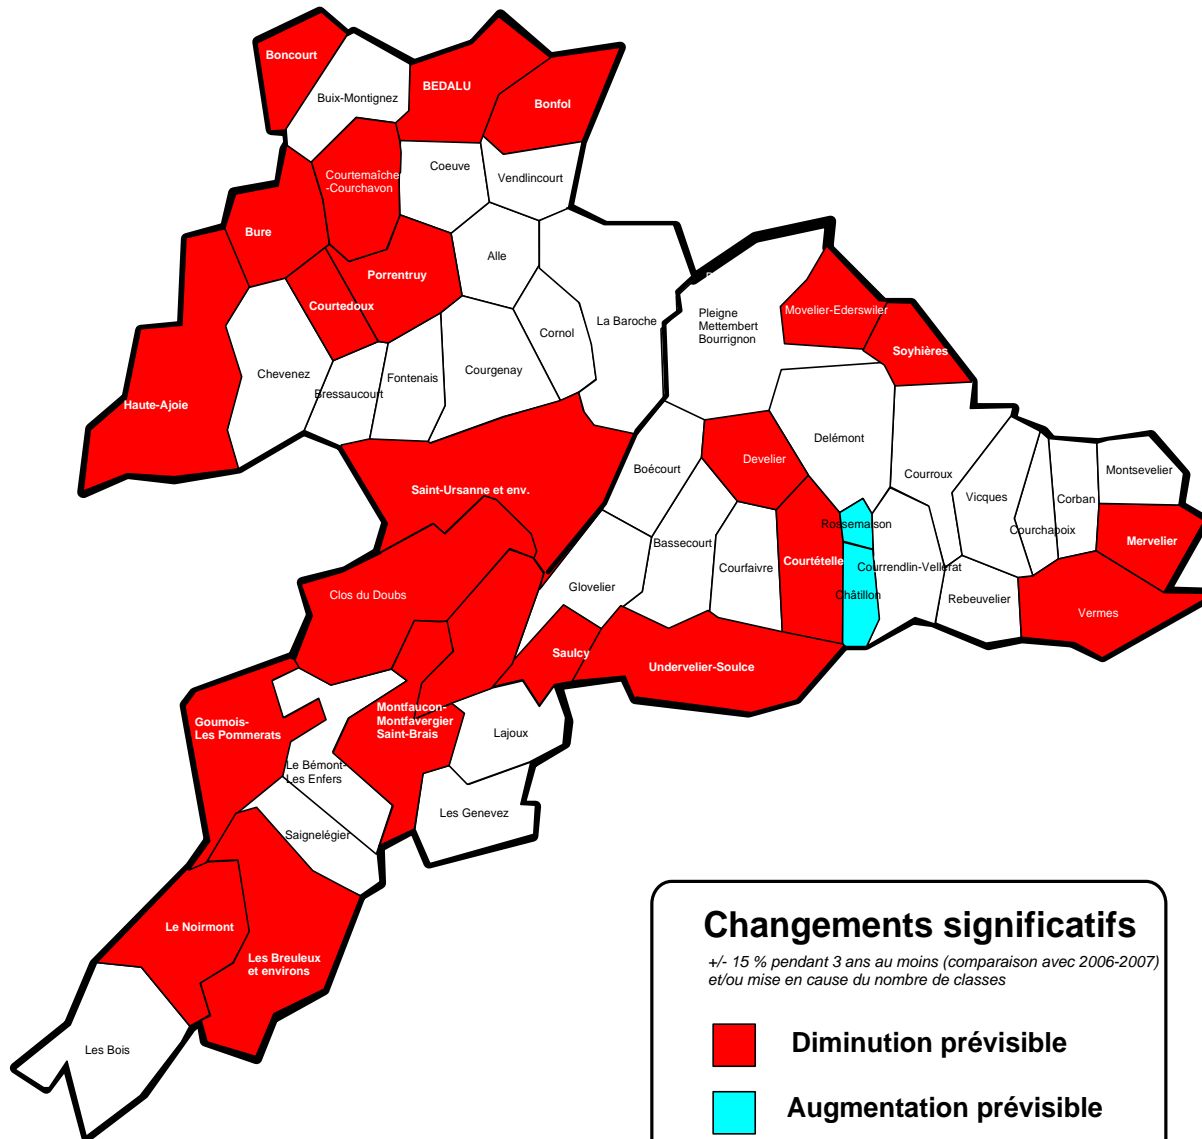 Boncourt
Buix-Montignez
BEDALU
Bonfol
Courtemaîche
-Courchavon
Coeuve
Vendlincourt
Bure
Alle
Porrentruy
Courtedoux
La Baroche
Cornol
Pleigne
Mettembert
Bourrignon
Movelier-Ederswiler
Soyhières
Chevenez
Bressaucourt
Fontenais
Courgenay
Haute-Ajoie
Delémont
Develier
Boécourt
Courroux
Vicques
Corban
Montsevelier
Saint-Ursanne et env.
Rossemaison
Courchapoix
Mervelier
Bassecourt
Courfaivre
Courtételle
Courrendlin-Vellerat
Glovelier
Châtillon
Rebeuvelier
Vermes
Clos du Doubs
Saulcy
Undervelier-Soulce
Goumois-
Les Pommerats
Montfaucon-
Montfavergier
Saint-Brais
Lajoux
Le Bémont-
Les Enfers
Les Genevez
Saignelégier
Le Noirmont
Les Breuleux
et environs
Les Bois
Changements significatifs
+/- 15 % pendant 3 ans au moins (comparaison avec 2006-2007)
et/ou mise en cause du nombre de classes
Diminution prévisible
Augmentation prévisible